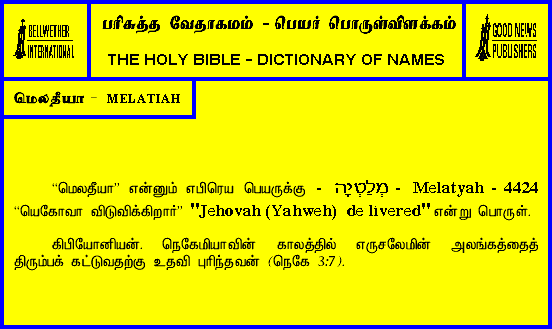 BELLWETHER
INTERNATIONAL
பரிசுத்த வேதாகமம் - பெயர் பொருள்விளக்கம்
THE HOLY BIBLE - DICTIONARY OF NAMES
GOOD NEWS
PUBLISHERS
மெலதீயா - MELATIAH
“மெலதீயா” என்னும் எபிரெய பெயருக்கு - מְלַטְיָה - Melatyah - 4424
“யெகோவா விடுவிக்கிறார்” "Jehovah (Yahweh) de livered" என்று பொருள்.
கிபியோனியன். நெகேமியாவின் காலத்தில் எருசலேமின் அலங்கத்தைத்
திரும்பக் கட்டுவதற்கு உதவி புரிந்தவன் (நெகே 3:7).